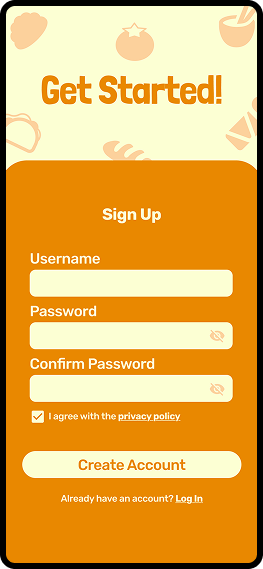 Get Started!
Sign Up
Username
Password
Confirm Password
I agree with the privacy policy
Create Account
Already have an account? Log In